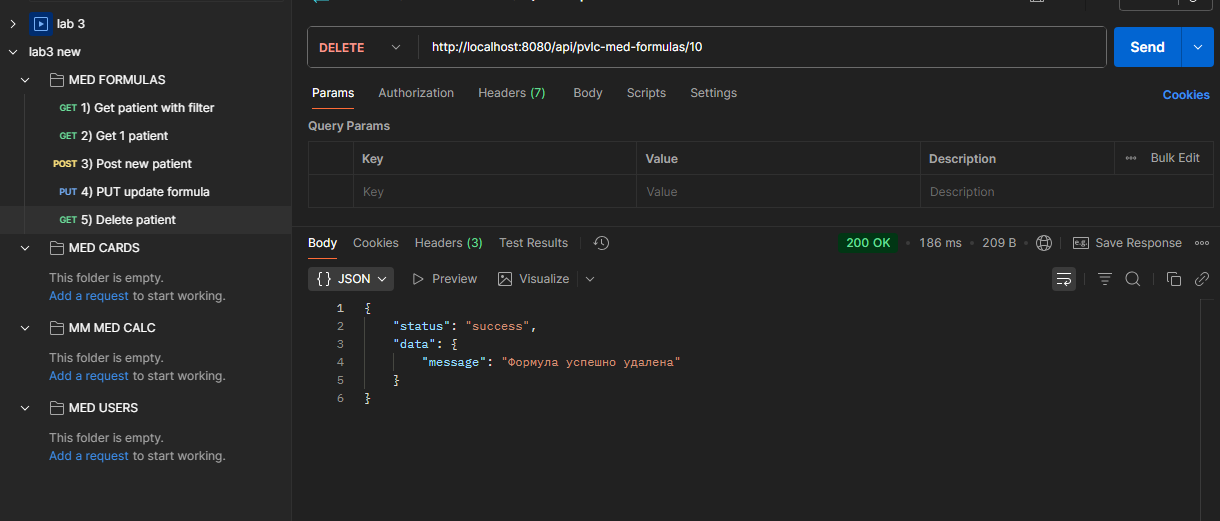 lab 3
lab3 new
MED FORMULAS
GET 1) Get patient with filter
GET 2) Get 1 patient
POST 3) Post new patient
PUT 4) PUT update formula
GET 5) Delete patient
MED CARDS
This folder is empty.
Add a request to start working.
MM MED CALC
This folder is empty.
Add a request to start working.
MED USERS
This folder is empty.
Add a request to start working.
DELETE http://localhost:8080/api/pvlc-med-formulas/10 Send
Params Authorization Headers (7) Body Scripts Settings Cookies
Query Params
Key Value Description Bulk Edit
Key Value Description
Body Cookies Headers (3) Test Results 200 OK • 186 ms • 209 B • e.g. Save Response
{} JSON Preview Visualize
1 {
2 "status": "success",
3 "data": {
4 "message": "Формула успешно удалена"
5 }
6 }